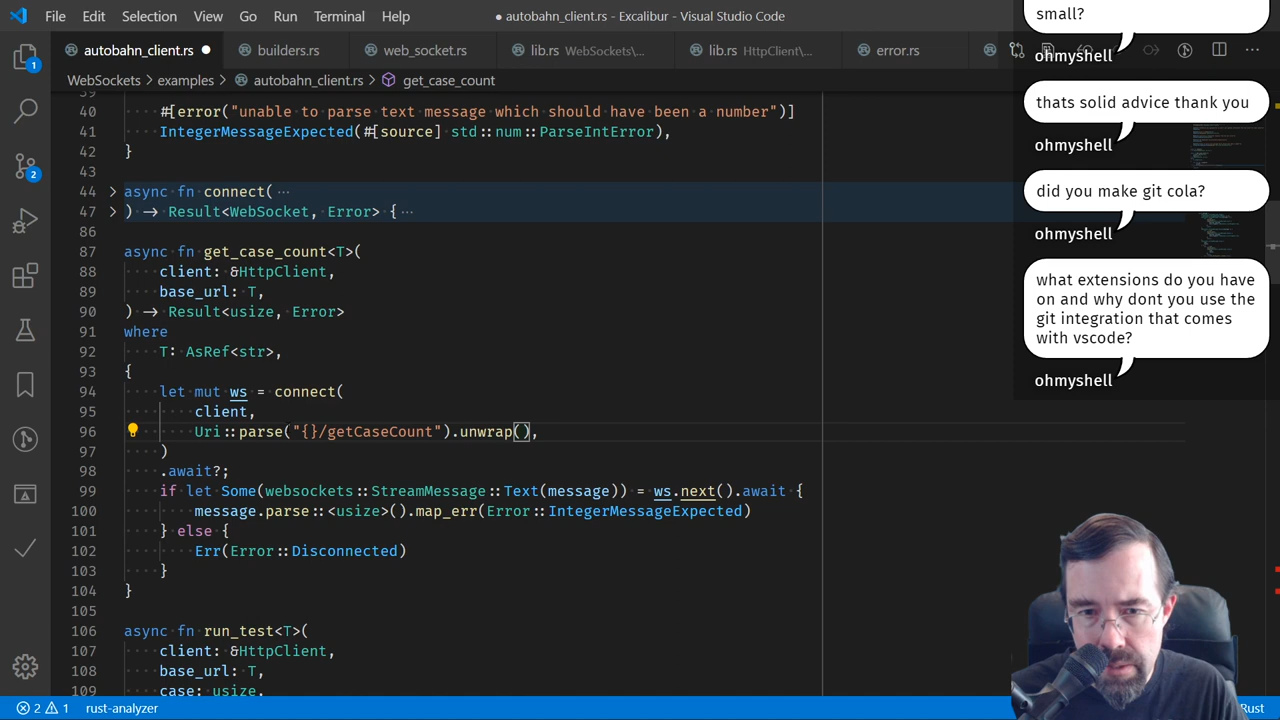 File Edit Selection View Go Run Terminal Help
● autobahn_client.rs - Excalibur - Visual Studio Code
autobahn_client.rs ● builders.rs web_socket.rs lib.rs WebSockets\... lib.rs HttpClient\... error.rs
WebSockets › examples › autobahn_client.rs › get_case_count
39
40 #[error("unable to parse text message which should have been a number")]
41 IntegerMessageExpected(#[source] std::num::ParseIntError),
42 }
43
44 async fn connect( ...
47 ) → Result<WebSocket, Error> { ...
86
87 async fn get_case_count<T>(
88 client: &HttpClient,
89 base_url: T,
90 ) → Result<usize, Error>
91 where
92 T: AsRef<str>,
93 {
94 let mut ws = connect(
95 client,
96 Uri::parse("{}/getCaseCount").unwrap(),
97 )
98 .await?;
99 if let Some(websockets::StreamMessage::Text(message)) = ws.next().await {
100 message.parse::<usize>().map_err(Error::IntegerMessageExpected)
101 } else {
102 Err(Error::Disconnected)
103 }
104 }
105
106 async fn run_test<T>(
107 client: &HttpClient,
108 base_url: T,
109 case: usize,
1
2
2 1 rust-analyzer
Rust
small?
ohmyshell
thats solid advice thank you
ohmyshell
did you make git cola?
ohmyshell
what extensions do you have
on and why dont you use the
git integration that comes
with vscode?
ohmyshell